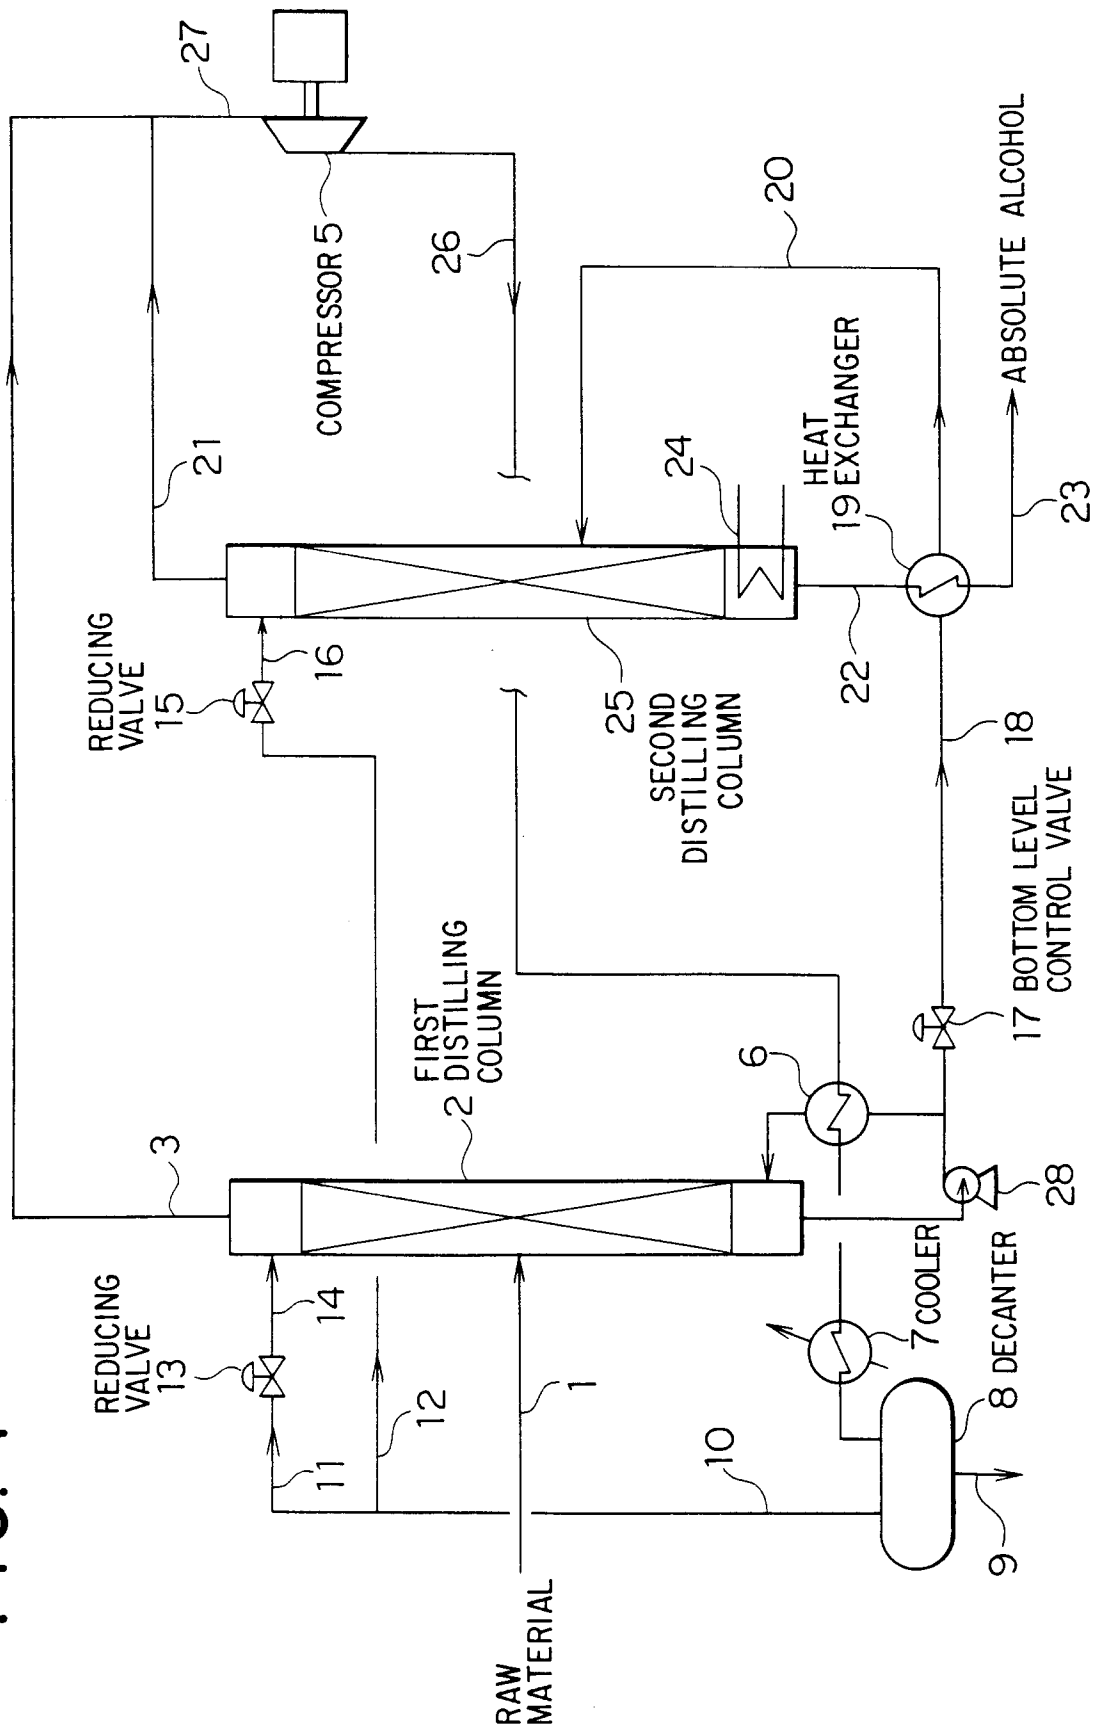 27
COMPRESSOR 5
26
20
ABSOLUTE ALCOHOL
21
24
HEAT
EXCHANGER
19
23
22
REDUCING
VALVE
15
16
25
SECOND
DISTILLING
COLUMN
18
17 BOTTOM LEVEL
CONTROL VALVE
3
2
FIRST
DISTILLING
COLUMN
6
28
REDUCING
VALVE
13
14
11
12
1
10
7 COOLER
8 DECANTER
9
RAW
MATERIAL